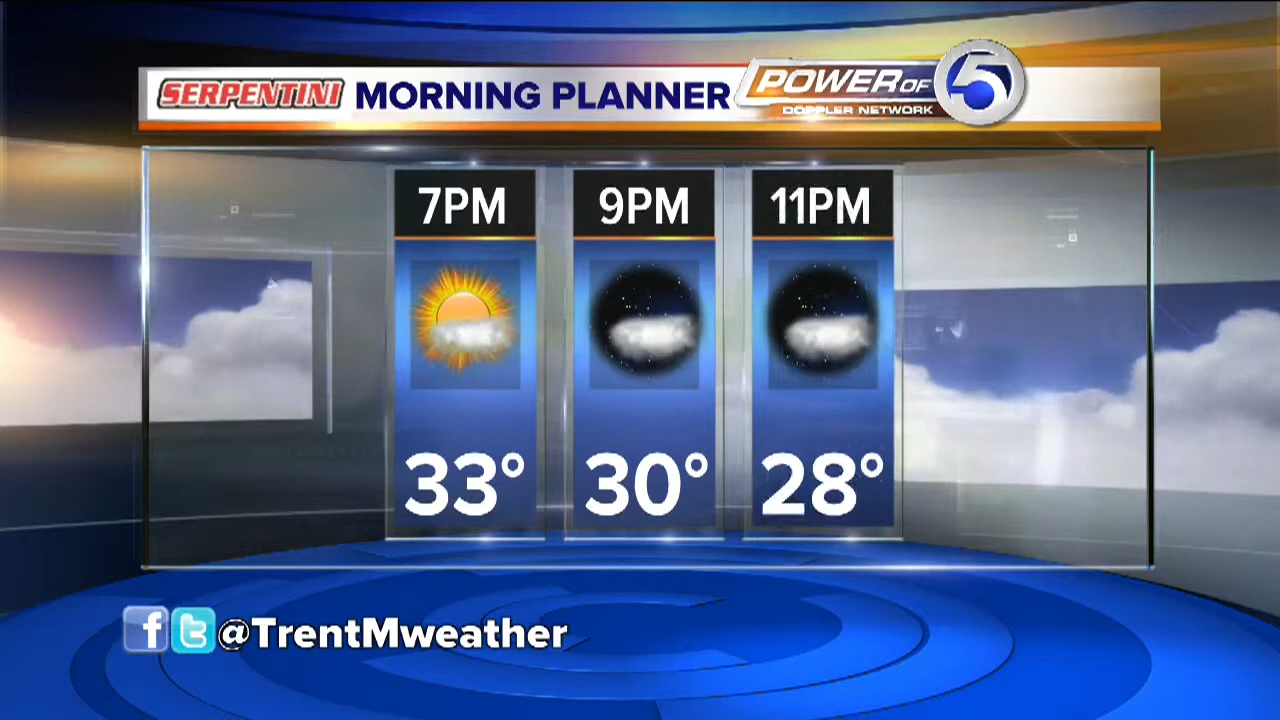 SERPENTINI MORNING PLANNER POWER OF 5
DOPPLER NETWORK
7PM 9PM 11PM
33° 30° 28°
f t @TrentMweather